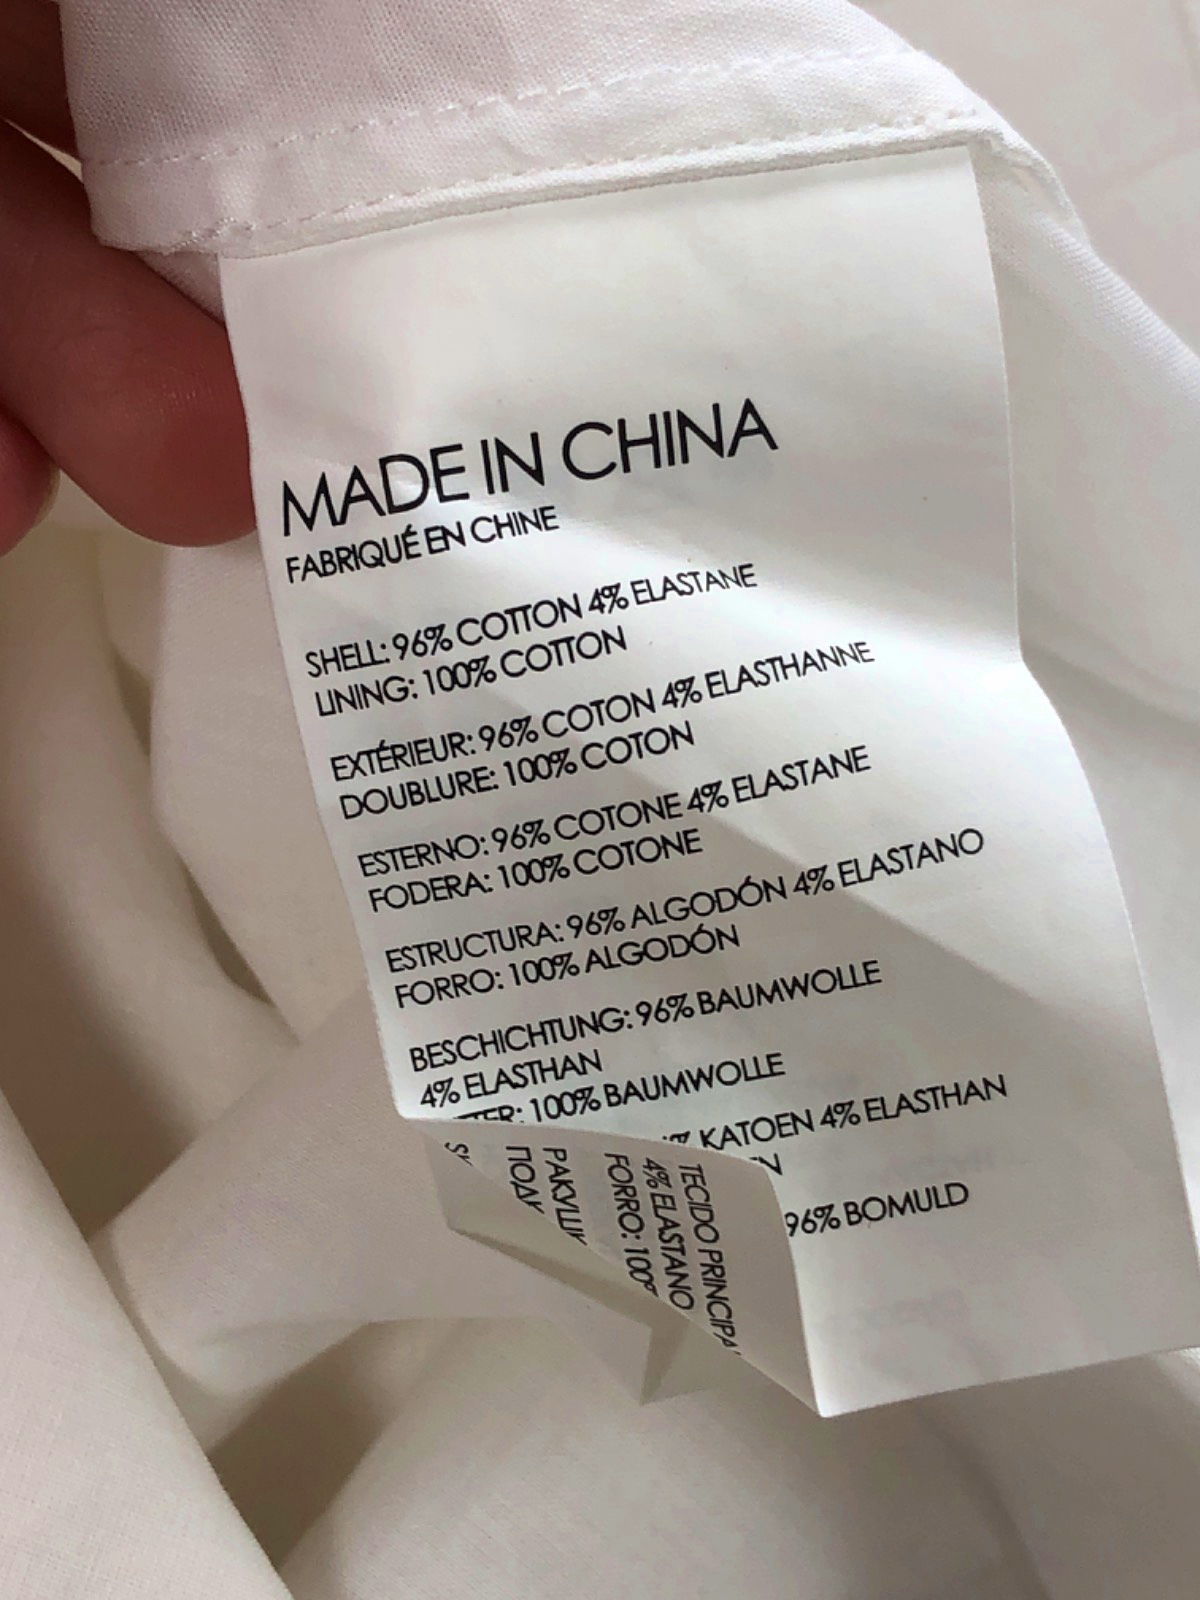 MADE IN CHINA
FABRIQUÉ EN CHINE
SHELL: 96% COTTON 4% ELASTANE
LINING: 100% COTTON
EXTÉRIEUR: 96% COTON 4% ELASTHANNE
DOUBLURE: 100% COTON
ESTERNO: 96% COTONE 4% ELASTANE
FODERA: 100% COTONE
ESTRUCTURA: 96% ALGODÓN 4% ELASTANO
FORRO: 100% ALGODÓN
BESCHICHTUNG: 96% BAUMWOLLE
4% ELASTHAN
100% BAUMWOLLE
KATOEN 4% ELASTHAN
96% BOMULD
TECIDO
4% ELASTANO
FORRO: